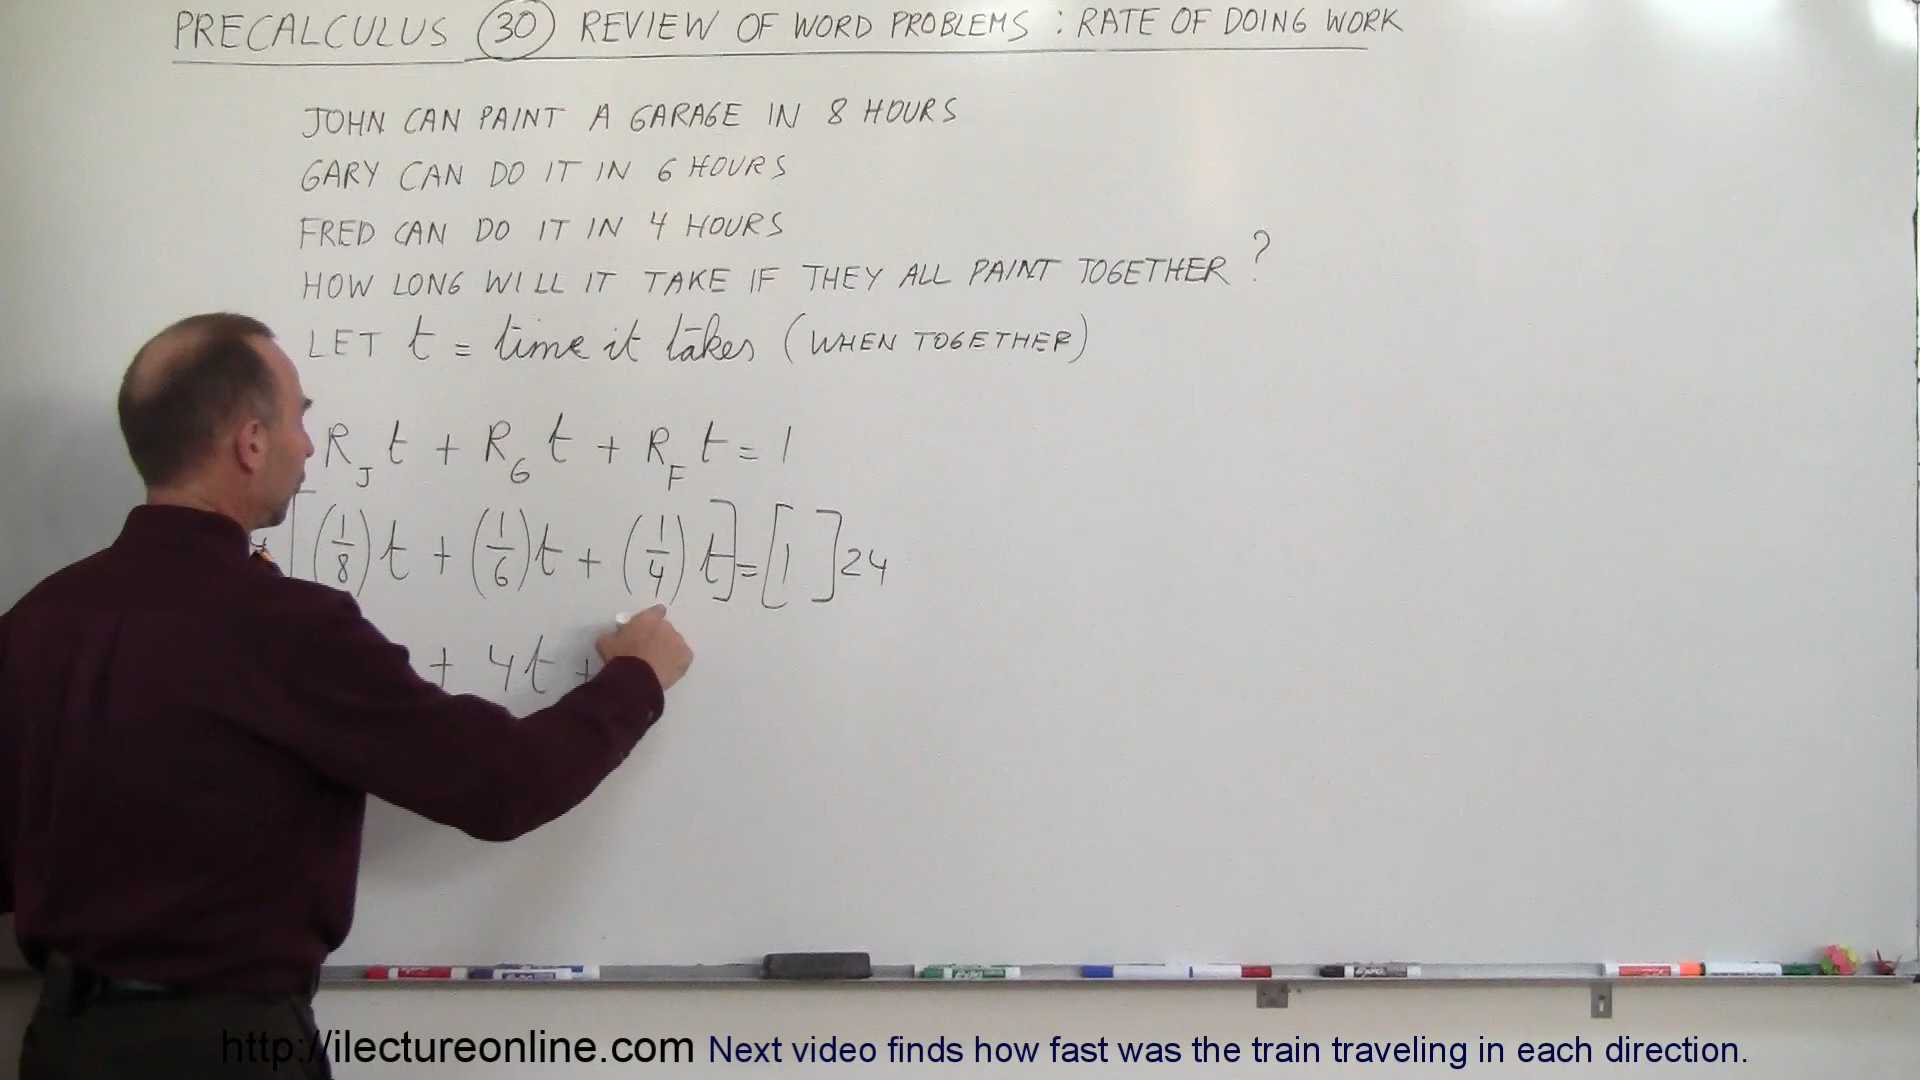 PRECALCULUS 30 REVIEW OF WORD PROBLEMS : RATE OF DOING WORK
JOHN CAN PAINT A GARAGE IN 8 HOURS
GARY CAN DO IT IN 6 HOURS
FRED CAN DO IT IN 4 HOURS
HOW LONG WILL IT TAKE IF THEY ALL PAINT TOGETHER ?
LET t = time it takes (WHEN TOGETHER)
R_J t + R_G t + R_F t = 1
[(1/8)t + (1/6)t + (1/4)t] = [1] 24
+ 4t +
http://ilectureonline.com Next video finds how fast was the train traveling in each direction.